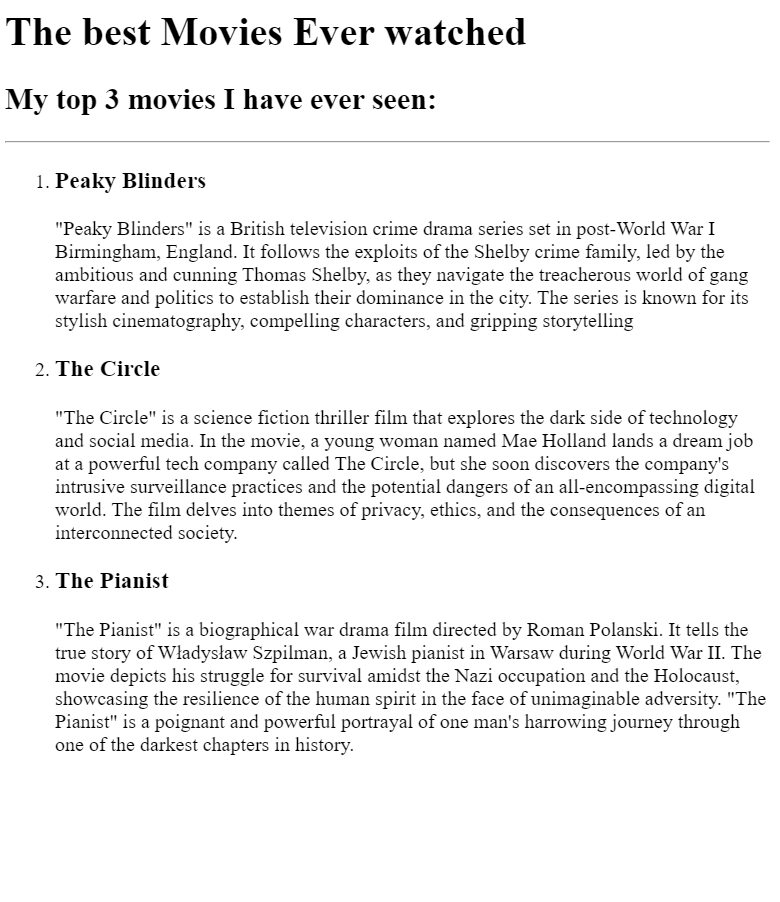 The best Movies Ever watched
My top 3 movies I have ever seen:
1. Peaky Blinders
"Peaky Blinders" is a British television crime drama series set in post-World War I
Birmingham, England. It follows the exploits of the Shelby crime family, led by the
ambitious and cunning Thomas Shelby, as they navigate the treacherous world of gang
warfare and politics to establish their dominance in the city. The series is known for its
stylish cinematography, compelling characters, and gripping storytelling
2. The Circle
"The Circle" is a science fiction thriller film that explores the dark side of technology
and social media. In the movie, a young woman named Mae Holland lands a dream job
at a powerful tech company called The Circle, but she soon discovers the company's
intrusive surveillance practices and the potential dangers of an all-encompassing digital
world. The film delves into themes of privacy, ethics, and the consequences of an
interconnected society.
3. The Pianist
"The Pianist" is a biographical war drama film directed by Roman Polanski. It tells the
true story of Władysław Szpilman, a Jewish pianist in Warsaw during World War II. The
movie depicts his struggle for survival amidst the Nazi occupation and the Holocaust,
showcasing the resilience of the human spirit in the face of unimaginable adversity. "The
Pianist" is a poignant and powerful portrayal of one man's harrowing journey through
one of the darkest chapters in history.